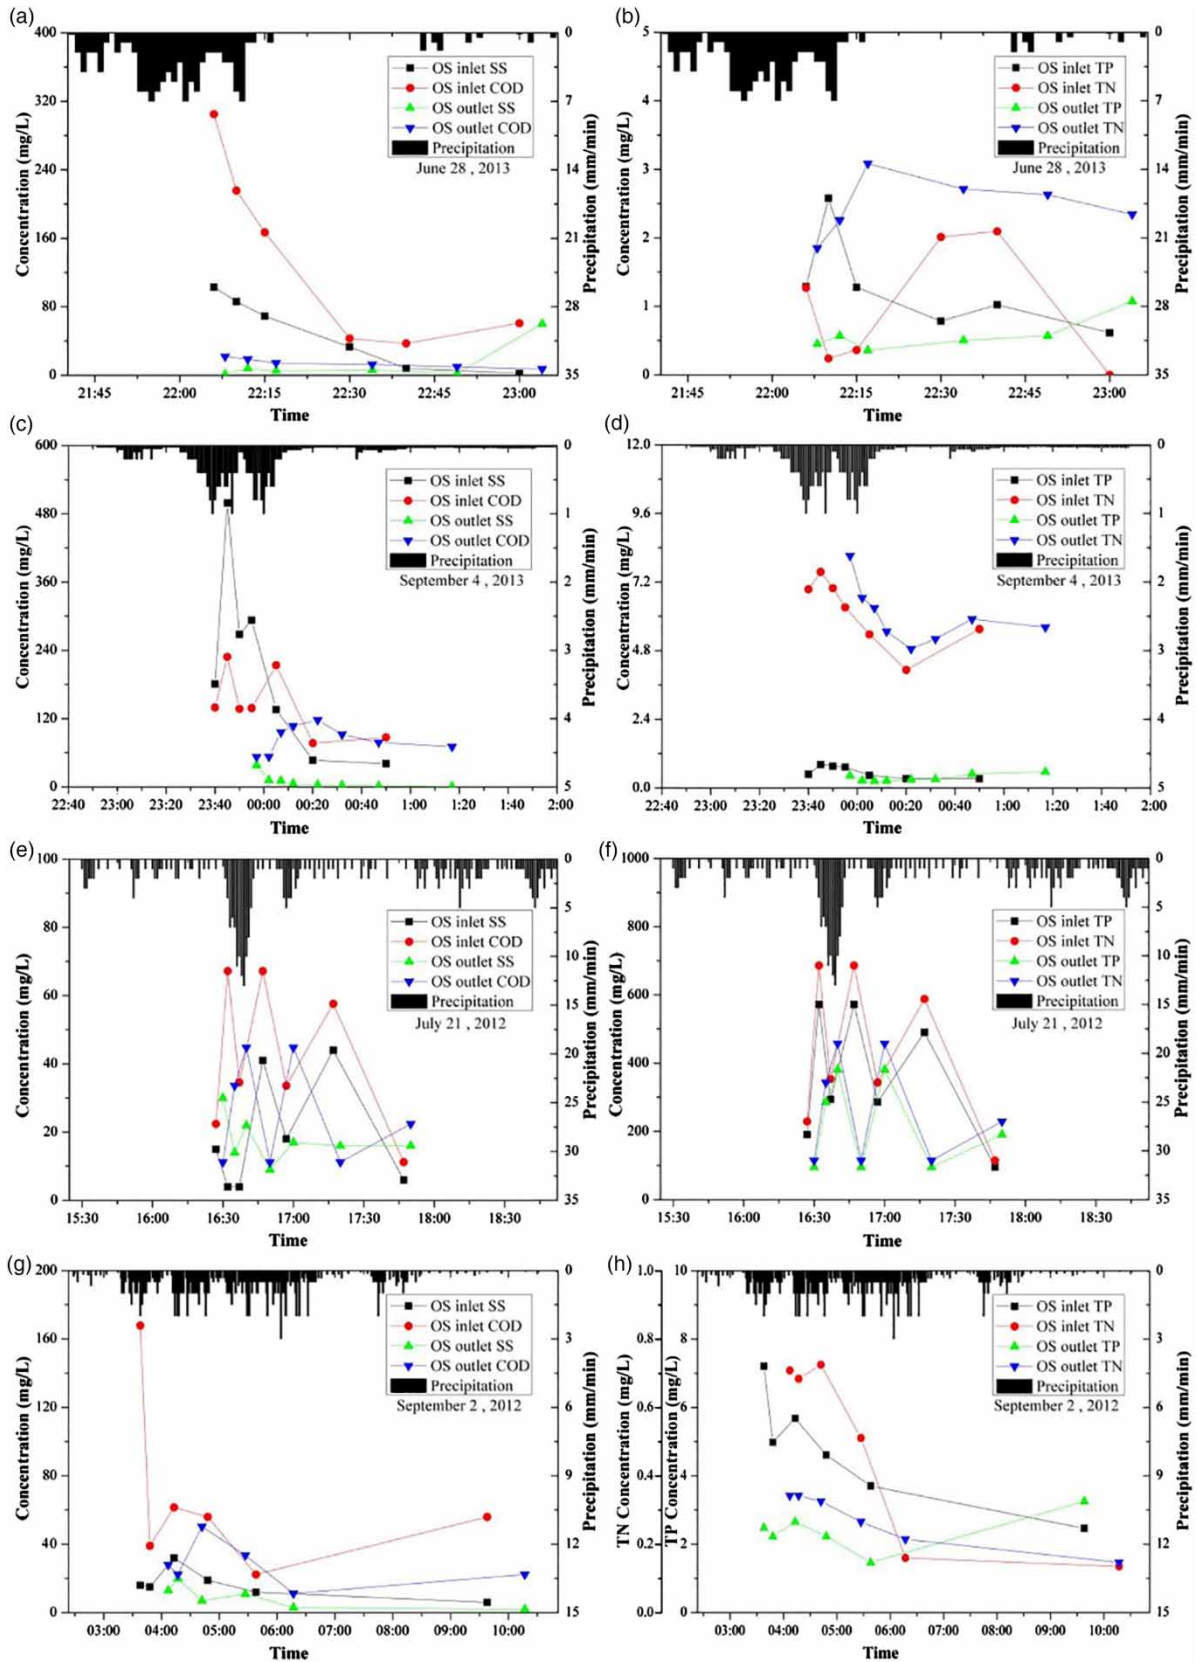 (a)
400
320
240
160
80
0
Concentration (mg/L)
0
7
14
21
28
35
Precipitation (mm/min)
OS inlet SS
OS inlet COD
OS outlet SS
OS outlet COD
Precipitation
June 28 , 2013
21:45 22:00 22:15 22:30 22:45 23:00
Time
(b)
5
4
3
2
1
0
Concentration (mg/L)
0
7
14
21
28
35
Precipitation (mm/min)
OS inlet TP
OS inlet TN
OS outlet TP
OS outlet TN
Precipitation
June 28 , 2013
21:45 22:00 22:15 22:30 22:45 23:00
Time
(c)
600
480
360
240
120
0
Concentration (mg/L)
0
1
2
3
4
5
Precipitation (mm/min)
OS inlet SS
OS inlet COD
OS outlet SS
OS outlet COD
Precipitation
September 4 , 2013
22:40 23:00 23:20 23:40 00:00 00:20 00:40 1:00 1:20 1:40 2:00
Time
(d)
12.0
9.6
7.2
4.8
2.4
0.0
Concentration (mg/L)
0
1
2
3
4
5
Precipitation (mm/min)
OS inlet TP
OS inlet TN
OS outlet TP
OS outlet TN
Precipitation
September 4 , 2013
22:40 23:00 23:20 23:40 00:00 00:20 00:40 1:00 1:20 1:40 2:00
Time
(e)
100
80
60
40
20
0
Concentration (mg/L)
0
5
10
15
20
25
30
35
Precipitation (mm/min)
OS inlet SS
OS inlet COD
OS outlet SS
OS outlet COD
Precipitation
July 21 , 2012
15:30 16:00 16:30 17:00 17:30 18:00 18:30
Time
(f)
1000
800
600
400
200
0
Concentration (mg/L)
0
5
10
15
20
25
30
35
Precipitation (mm/min)
OS inlet TP
OS inlet TN
OS outlet TP
OS outlet TN
Precipitation
July 21 , 2012
15:30 16:00 16:30 17:00 17:30 18:00 18:30
Time
(g)
200
160
120
80
40
0
Concentration (mg/L)
0
3
6
9
12
15
Precipitation (mm/min)
OS inlet SS
OS inlet COD
OS outlet SS
OS outlet COD
Precipitation
September 2 , 2012
03:00 04:00 05:00 06:00 07:00 08:00 09:00 10:00
Time
(h)
1.0
0.8
0.6
0.4
0.2
0.0
TN Concentration (mg/L)
10
8
6
4
2
0
TP Concentration (mg/L)
0
3
6
9
12
15
Precipitation (mm/min)
OS inlet TP
OS inlet TN
OS outlet TP
OS outlet TN
Precipitation
September 2 , 2012
03:00 04:00 05:00 06:00 07:00 08:00 09:00 10:00
Time